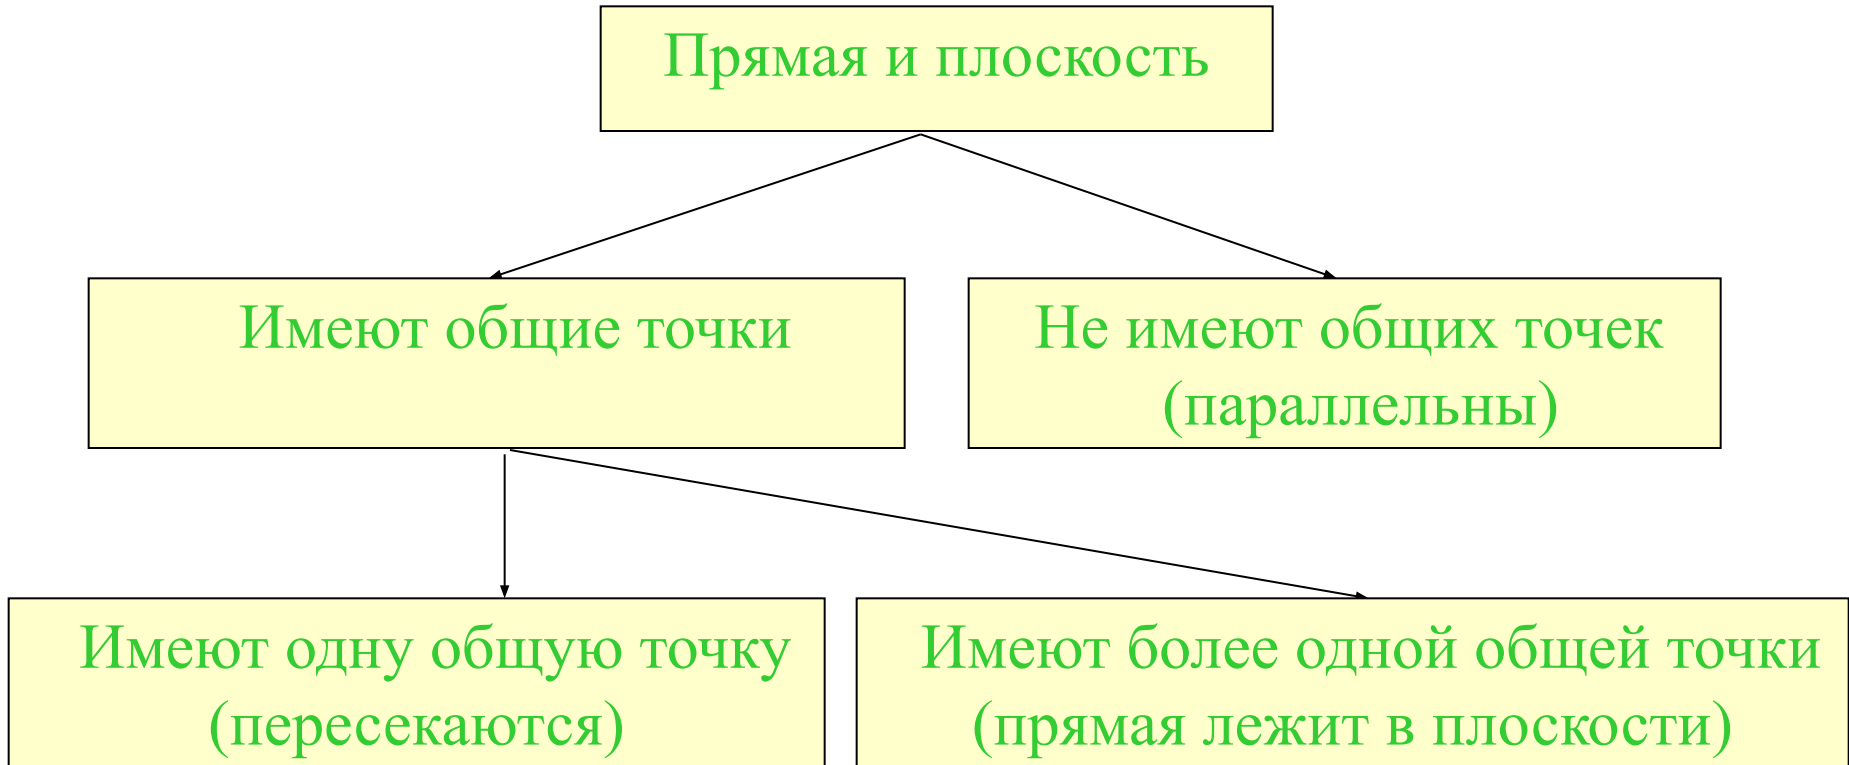 Прямая и плоскость
Имеют общие точки
Не имеют общих точек
(параллельны)
Имеют одну общую точку
(пересекаются)
Имеют более одной общей точки
(прямая лежит в плоскости)